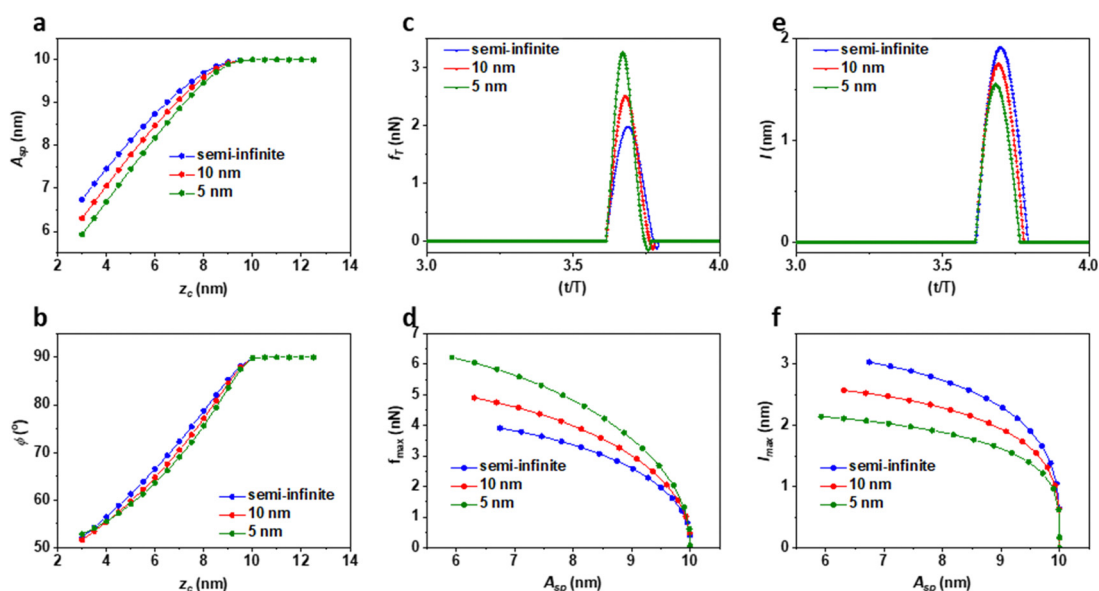 a
10
9
8
7
6
A_sp (nm)
semi-infinite
10 nm
5 nm
2 4 6 8 10 12 14
z_c (nm)
b
90
80
70
60
50
ϕ (°)
semi-infinite
10 nm
5 nm
2 4 6 8 10 12 14
z_c (nm)
c
semi-infinite
10 nm
5 nm
3
2
1
0
f_T (nN)
3.0 3.5 4.0
(t/T)
d
7
6
5
4
3
2
1
0
f_max (nN)
semi-infinite
10 nm
5 nm
6 7 8 9 10
A_sp (nm)
e
semi-infinite
10 nm
5 nm
2
1
0
I (nm)
3.0 3.5 4.0
(t/T)
f
3
2
1
0
I_max (nm)
semi-infinite
10 nm
5 nm
6 7 8 9 10
A_sp (nm)